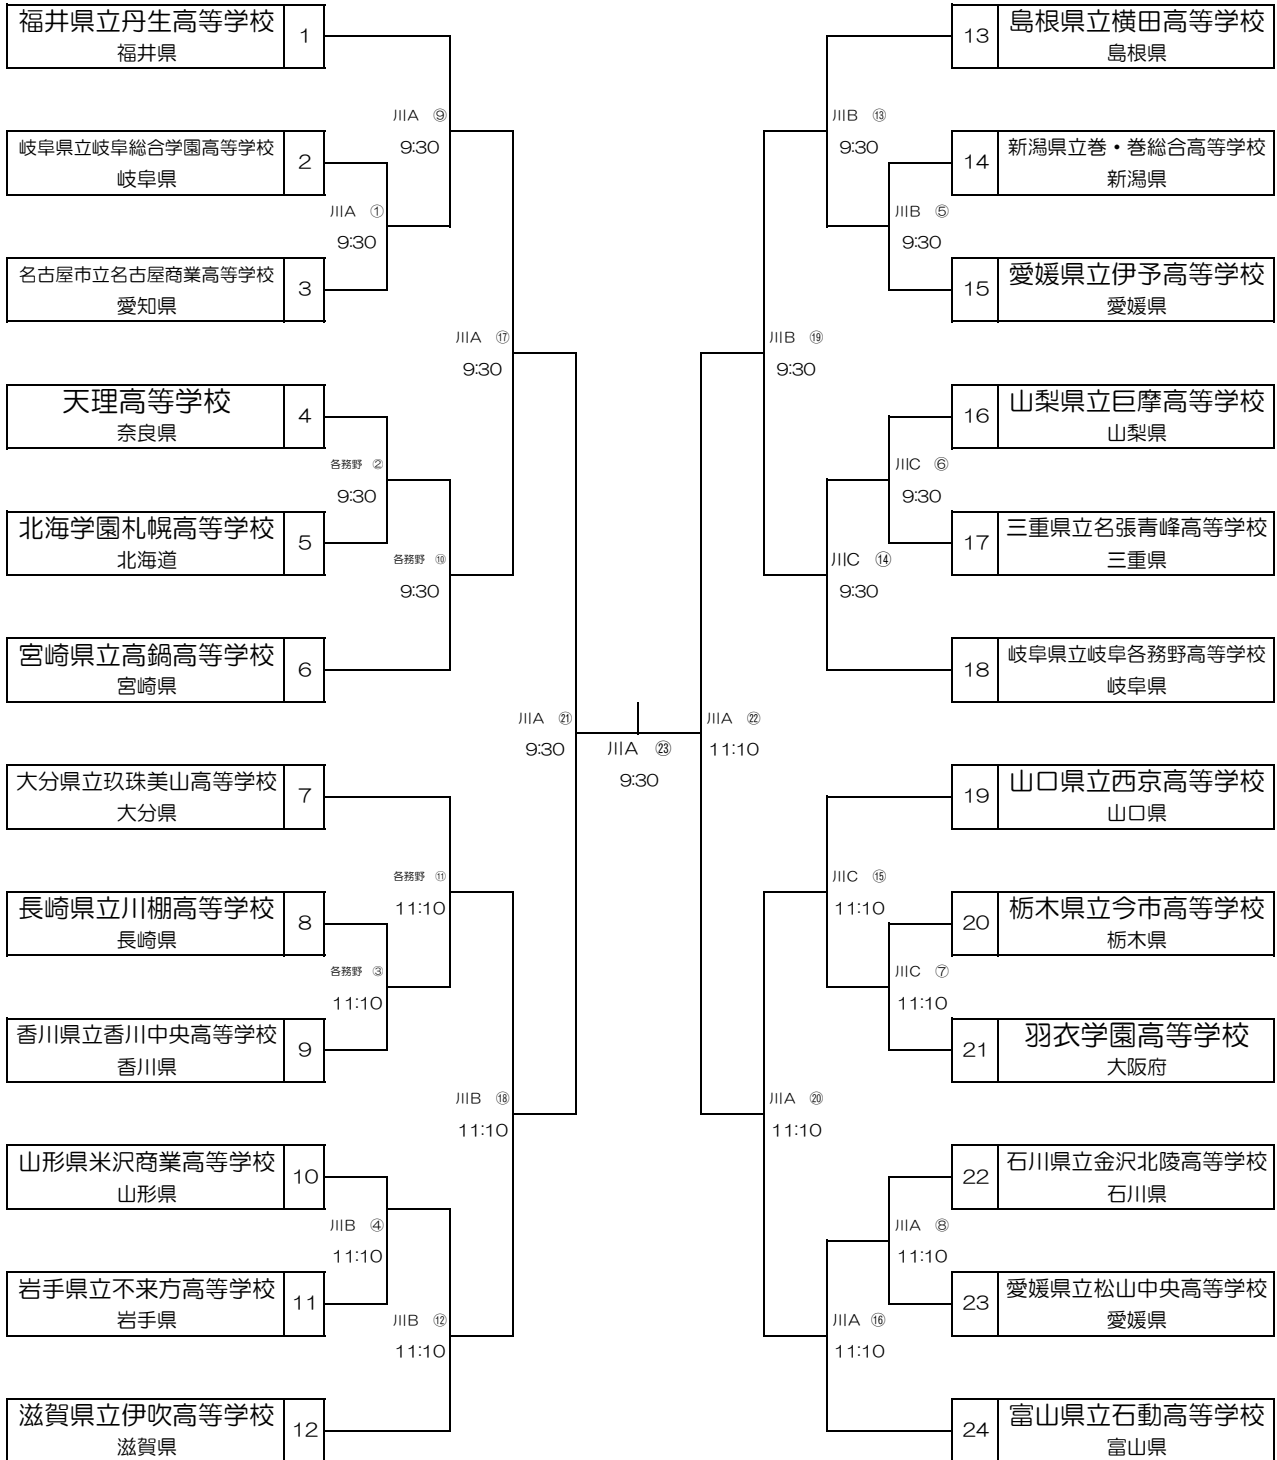 福井県立丹生高等学校
福井県
1
川A ⑨
9:30
岐阜県立岐阜総合学園高等学校
岐阜県
2
川A ①
9:30
名古屋市立名古屋商業高等学校
愛知県
3
川A ⑰
9:30
天理高等学校
奈良県
4
各務野 ②
9:30
北海学園札幌高等学校
北海道
5
各務野 ⑩
9:30
宮崎県立高鍋高等学校
宮崎県
6
川A ㉑
9:30
大分県立玖珠美山高等学校
大分県
7
各務野 ⑪
11:10
長崎県立川棚高等学校
長崎県
8
各務野 ③
11:10
香川県立香川中央高等学校
香川県
9
川B ⑱
11:10
山形県米沢商業高等学校
山形県
10
川B ④
11:10
岩手県立不来方高等学校
岩手県
11
川B ⑫
11:10
滋賀県立伊吹高等学校
滋賀県
12
川A ㉓
9:30
13
島根県立横田高等学校
島根県
川B ⑬
9:30
14
新潟県立巻・巻総合高等学校
新潟県
川B ⑤
9:30
15
愛媛県立伊予高等学校
愛媛県
川B ⑲
9:30
16
山梨県立巨摩高等学校
山梨県
川C ⑥
9:30
17
三重県立名張青峰高等学校
三重県
川C ⑭
9:30
18
岐阜県立岐阜各務野高等学校
岐阜県
川A ㉒
11:10
19
山口県立西京高等学校
山口県
川C ⑮
11:10
20
栃木県立今市高等学校
栃木県
川C ⑦
11:10
21
羽衣学園高等学校
大阪府
川A ⑳
11:10
22
石川県立金沢北陵高等学校
石川県
川A ⑧
11:10
23
愛媛県立松山中央高等学校
愛媛県
川A ⑯
11:10
24
富山県立石動高等学校
富山県